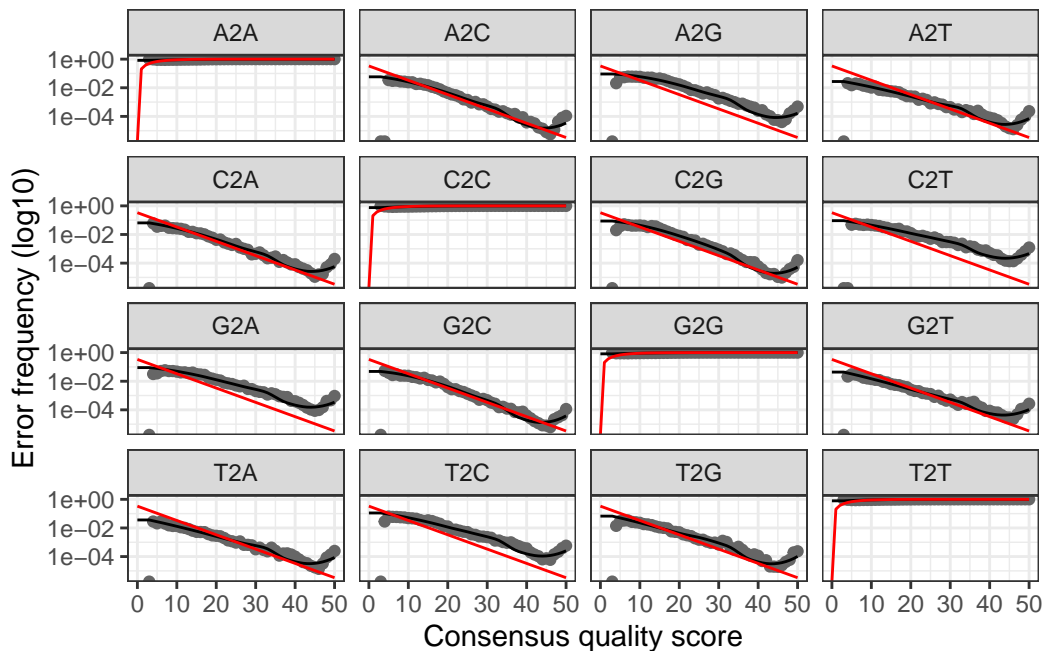 A2A A2C A2G A2T
1e+00
1e−02
1e−04
C2A C2C C2G C2T
1e+00
1e−02
1e−04
G2A G2C G2G G2T
1e+00
1e−02
1e−04
T2A T2C T2G T2T
1e+00
1e−02
1e−04
0 10 20 30 40 50 0 10 20 30 40 50 0 10 20 30 40 50 0 10 20 30 40 50
Consensus quality score
Error frequency (log10)